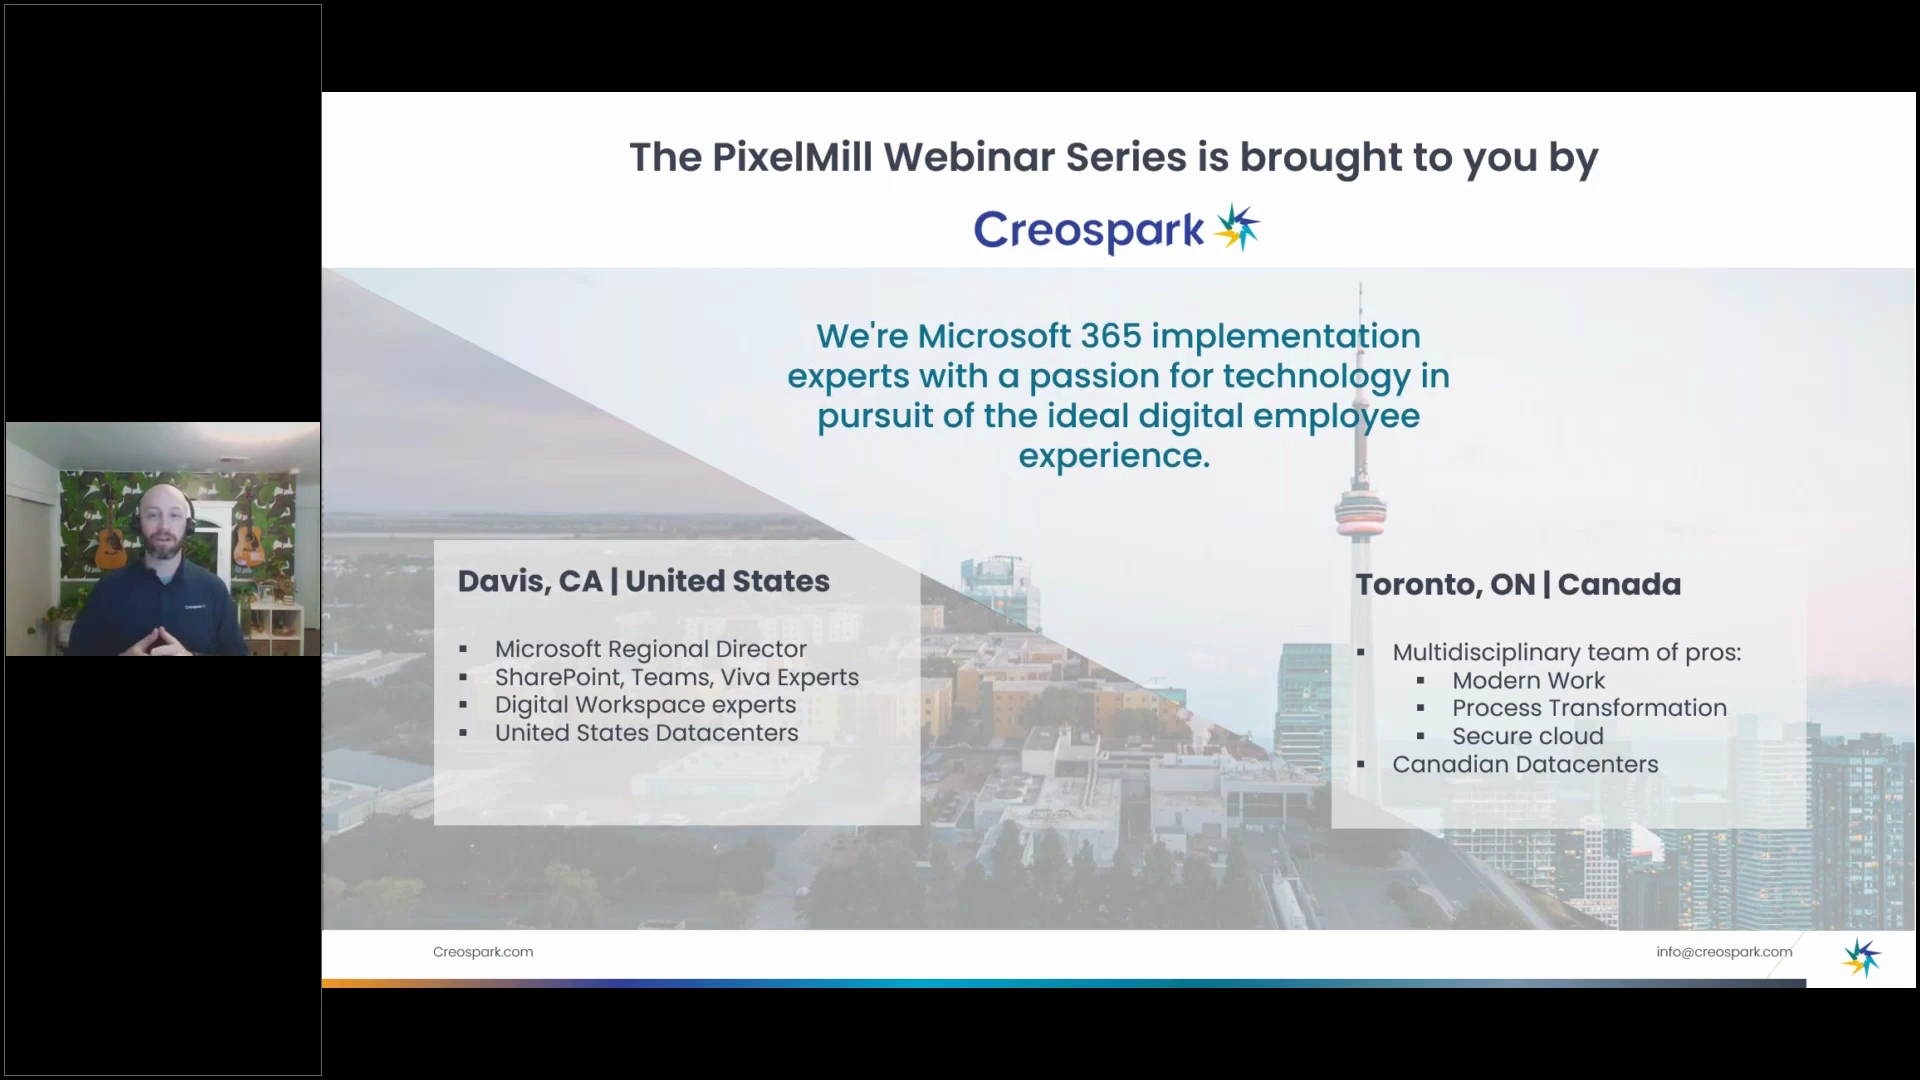 The PixelMill Webinar Series is brought to you by
Creospark
We're Microsoft 365 implementation
experts with a passion for technology in
pursuit of the ideal digital employee
experience.
Davis, CA | United States
▪ Microsoft Regional Director
▪ SharePoint, Teams, Viva Experts
▪ Digital Workspace experts
▪ United States Datacenters
Toronto, ON | Canada
▪ Multidisciplinary team of pros:
▪ Modern Work
▪ Process Transformation
▪ Secure cloud
▪ Canadian Datacenters
Creospark.com
info@creospark.com